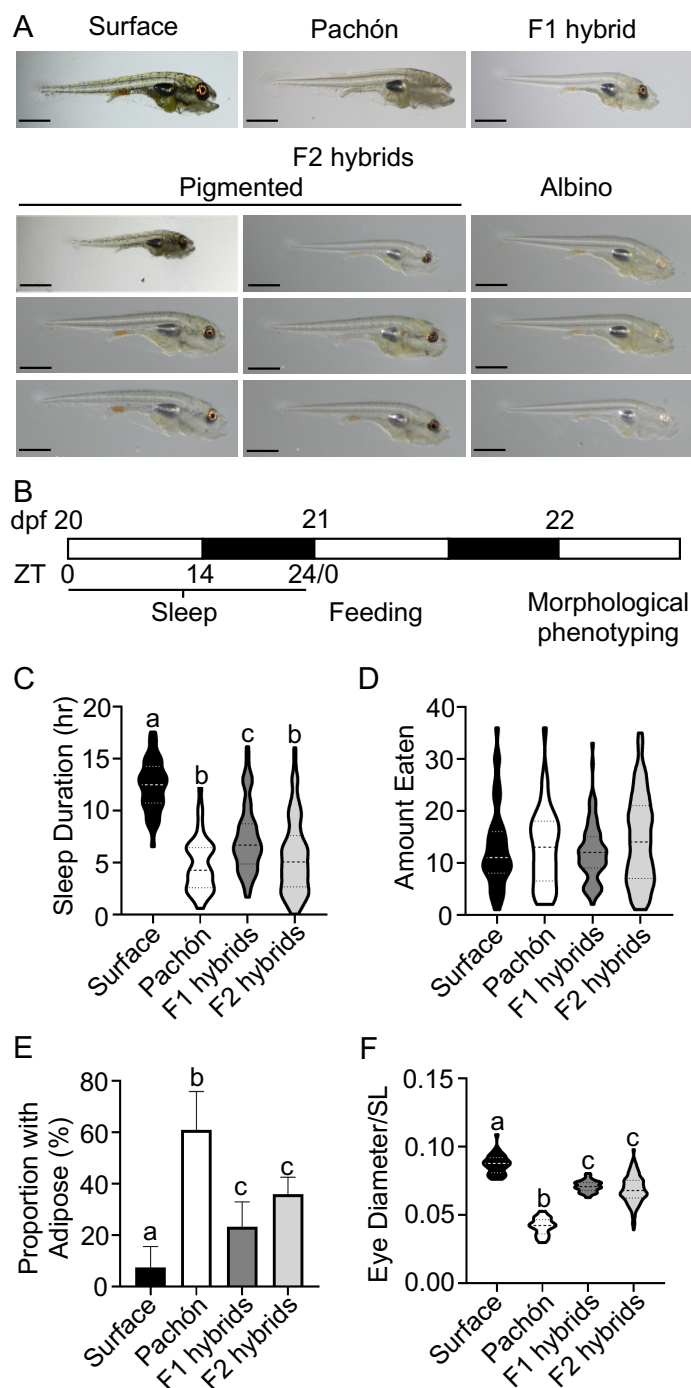 A
Surface Pachón F1 hybrid
F2 hybrids
Pigmented Albino
B
dpf 20 21 22
ZT 0 14 24/0
Sleep Feeding Morphological
phenotyping
C
Sleep Duration (hr)
20
15
10
5
0
a b c b
Surface Pachón F1 hybrids F2 hybrids
D
Amount Eaten
40
30
20
10
0
Surface Pachón F1 hybrids F2 hybrids
E
Proportion with
Adipose (%)
80
60
40
20
0
a b c c
Surface Pachón F1 hybrids F2 hybrids
F
Eye Diameter/SL
0.15
0.10
0.05
0.00
a b c c
Surface Pachón F1 hybrids F2 hybrids